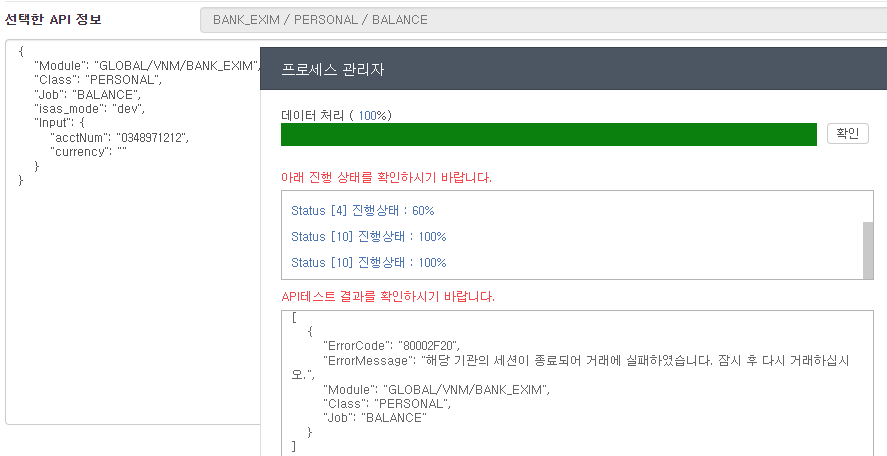 선택한 API 정보
BANK_EXIM / PERSONAL / BALANCE
{
"Module": "GLOBAL/VNM/BANK_EXIM",
"Class": "PERSONAL",
"Job": "BALANCE",
"isas_mode": "dev",
"Input": {
"acctNum": "0348971212",
"currency": ""
}
}
프로세스 관리자
데이터 처리 ( 100%)
확인
아래 진행 상태를 확인하시기 바랍니다.
Status [4] 진행상태 : 60%
Status [10] 진행상태 : 100%
Status [10] 진행상태 : 100%
API테스트 결과를 확인하시기 바랍니다.
[
{
"ErrorCode": "80002F20",
"ErrorMessage": "해당 기관의 세션이 종료되어 거래에 실패하였습니다. 잠시 후 다시 거래하십시
오.",
"Module": "GLOBAL/VNM/BANK_EXIM",
"Class": "PERSONAL",
"Job": "BALANCE"
}
]